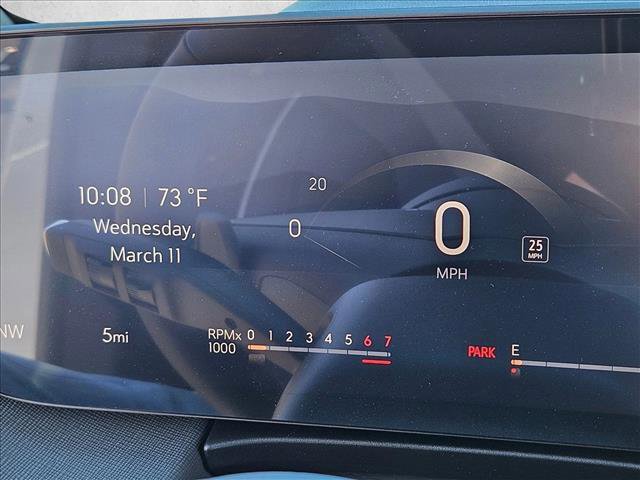 10:08 | 73 °F
Wednesday,
March 11
20
0
0
MPH
25
MPH
NW
5mi
RPMx
1000
0 1 2 3 4 5 6 7
PARK
E